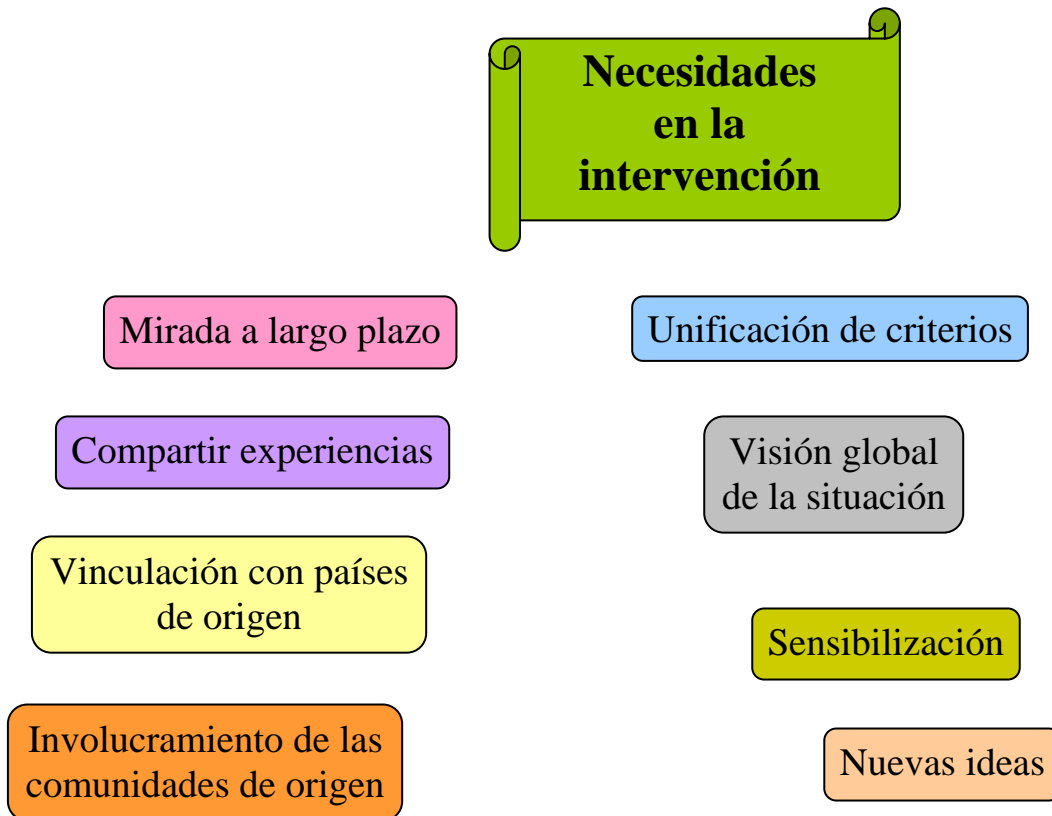 Necesidades
en la
intervención
Mirada a largo plazo
Unificación de criterios
Compartir experiencias
Visión global
de la situación
Vinculación con países
de origen
Sensibilización
Involucramiento de las
comunidades de origen
Nuevas ideas